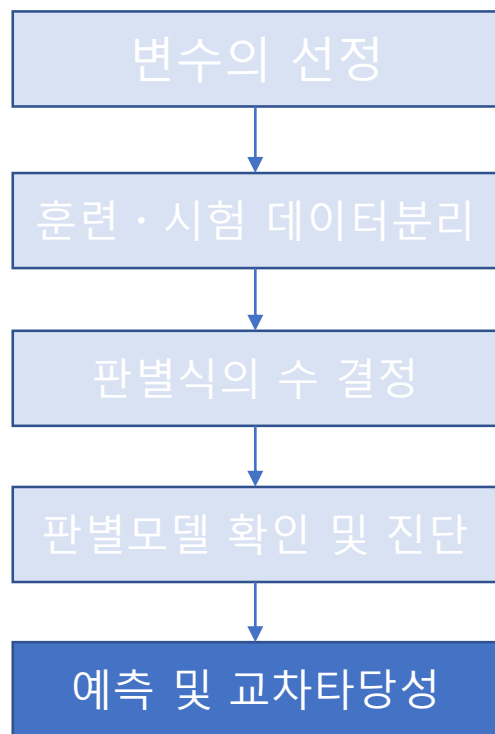 변수의 선정
훈련·시험 데이터분리
판별식의 수 결정
판별모델 확인 및 진단
예측 및 교차타당성